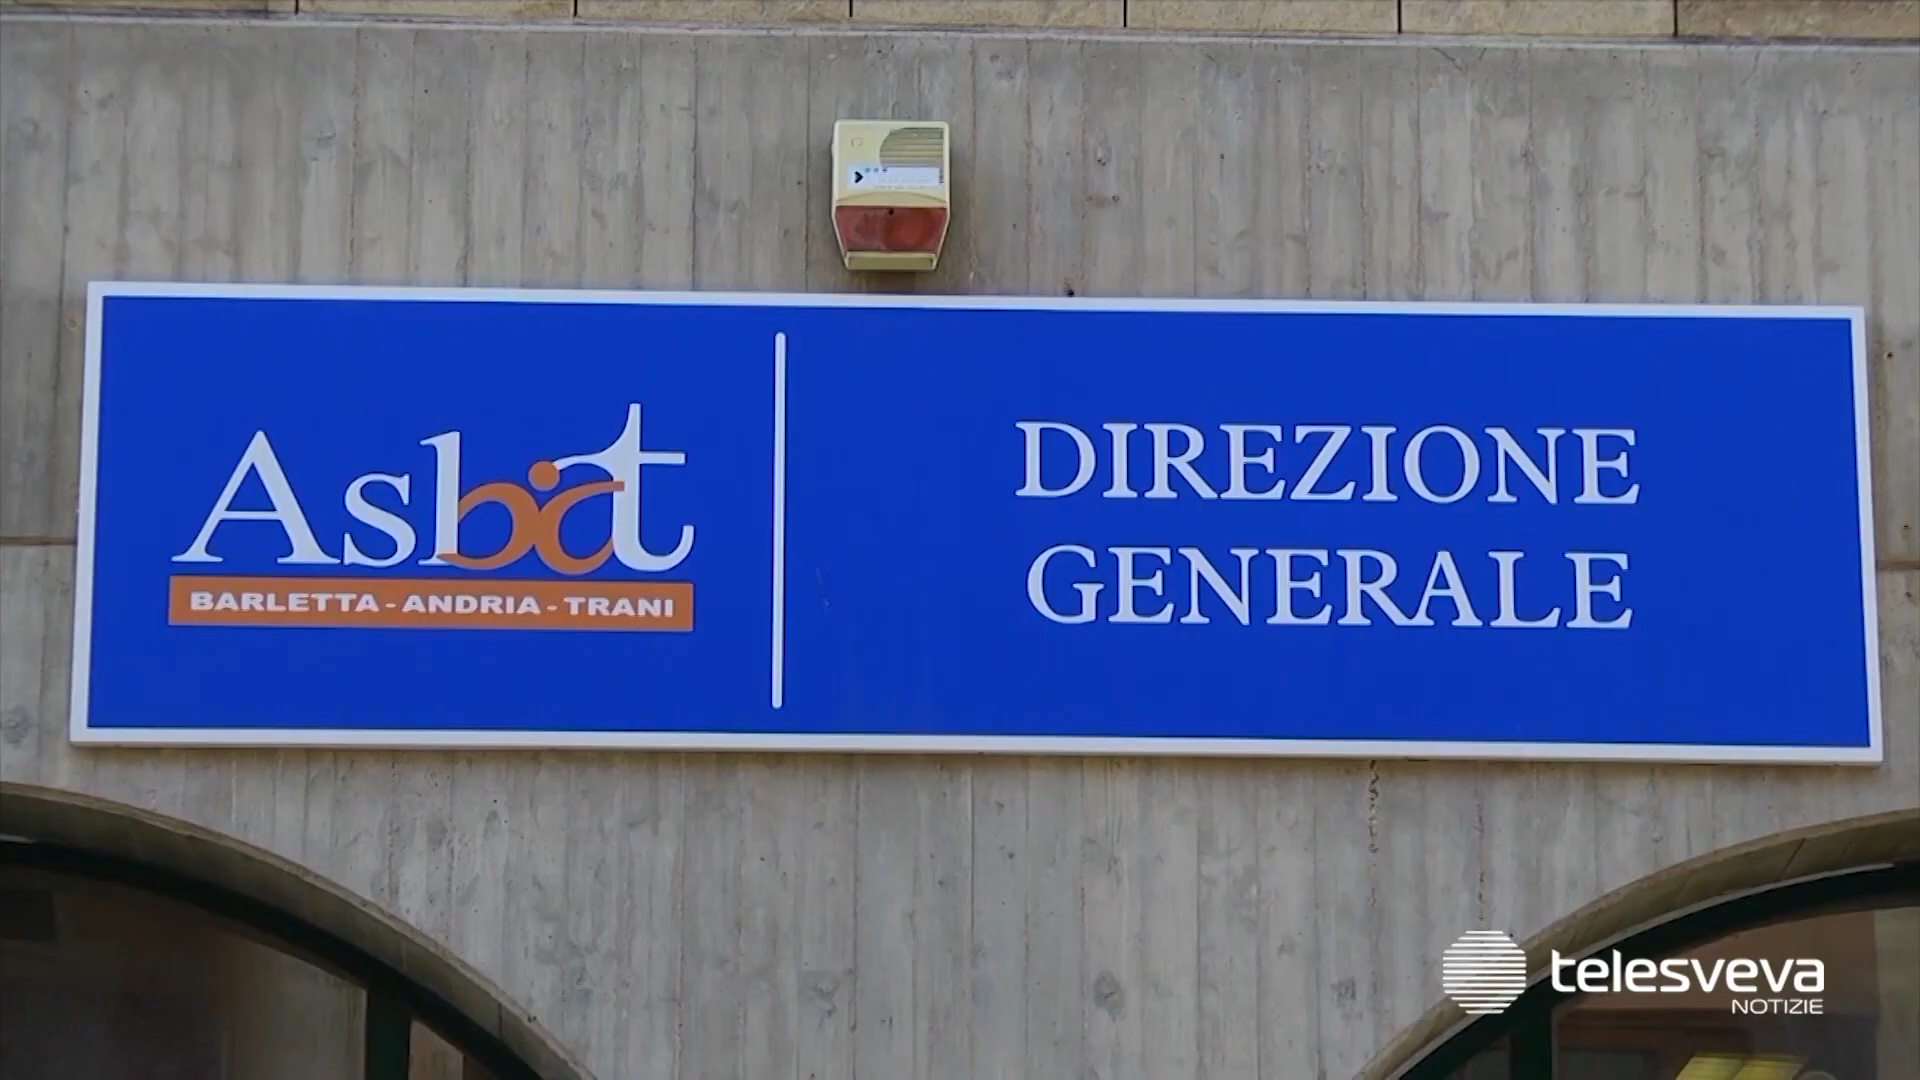 Asbat
BARLETTA - ANDRIA - TRANI
DIREZIONE
GENERALE
telesveva
NOTIZIE